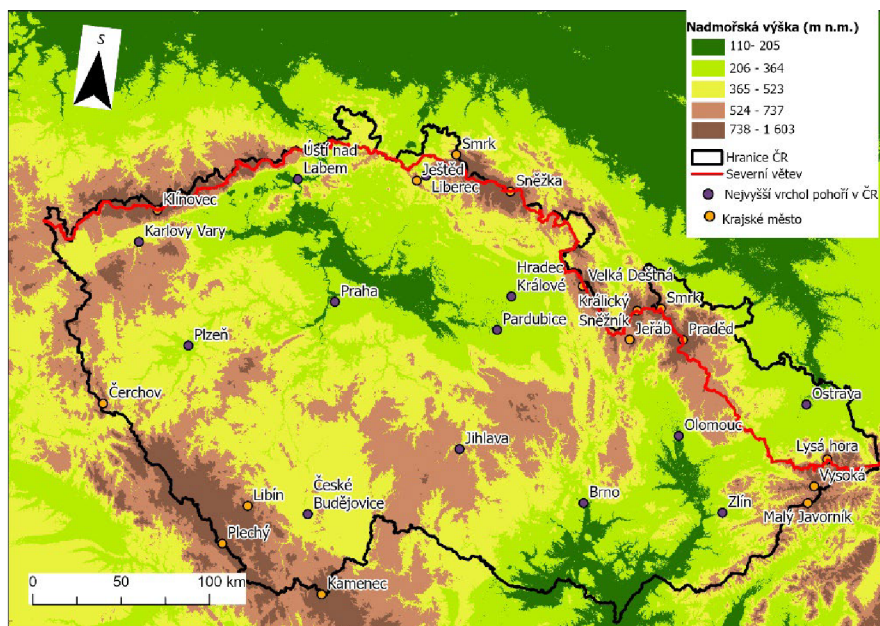 S
Nadmořská výška (m n.m.)
110- 205
206 - 364
365 - 523
524 - 737
738 - 1 603
Hranice ČR
Severní větev
Nejvyšší vrchol pohoří v ČR
Krajské město
Ústí nad
Labem
Smrk
Ještěd
Liberec
Sněžka
Klínovec
Karlovy Vary
Hradec
Králové
Velká Deštná
Praha
Králický
Sněžník
Smrk
Pardubice
Jeřáb
Praděd
Plzeň
Čerchov
Ostrava
Olomouc
Jihlava
Lysá hora
Vysoká
Libín
České
Budějovice
Brno
Zlín
Malý Javorník
Plechý
Kamenec
0 50 100 km